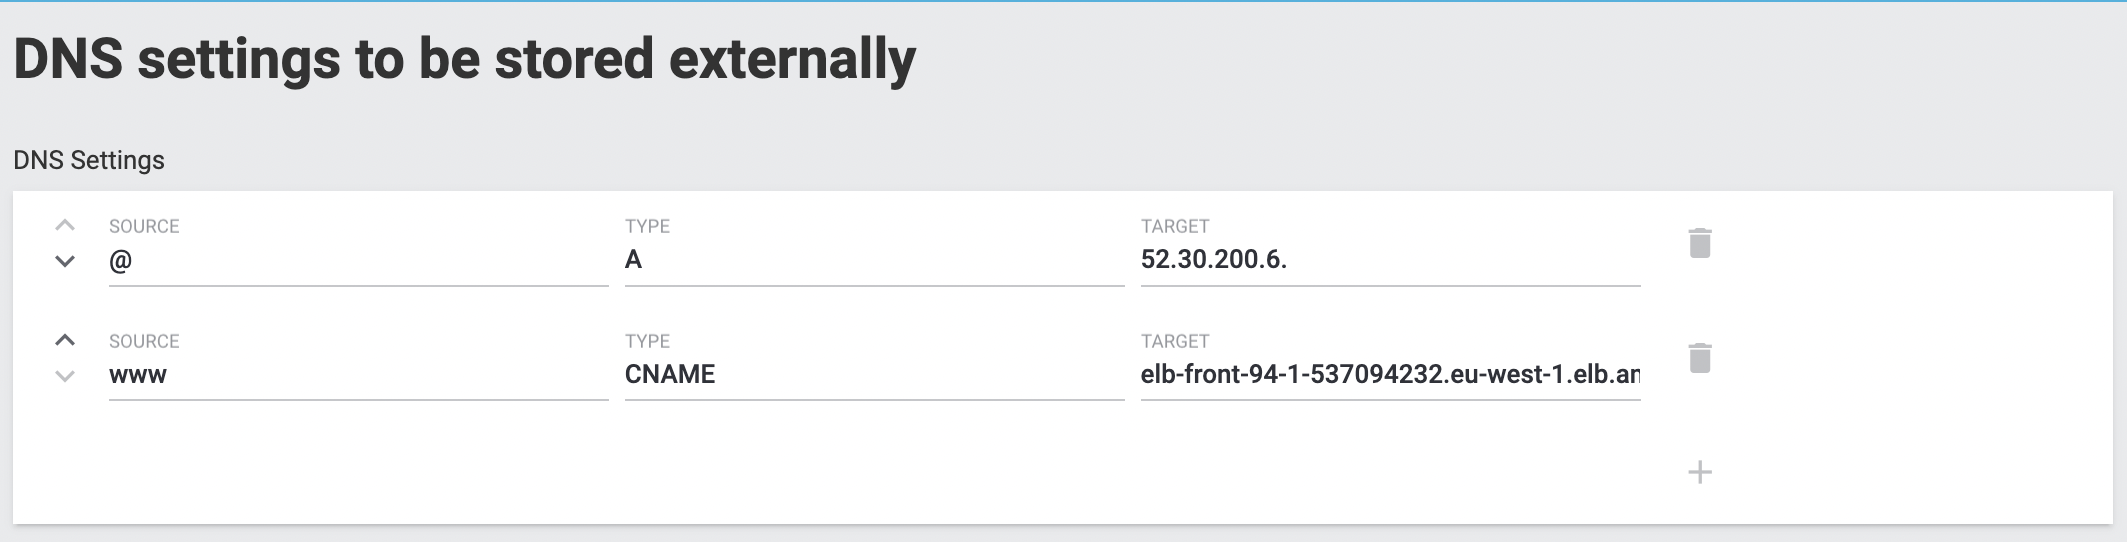 DNS settings to be stored externally
DNS Settings
SOURCE TYPE TARGET
@ A 52.30.200.6.
SOURCE TYPE TARGET
www CNAME elb-front-94-1-537094232.eu-west-1.elb.am